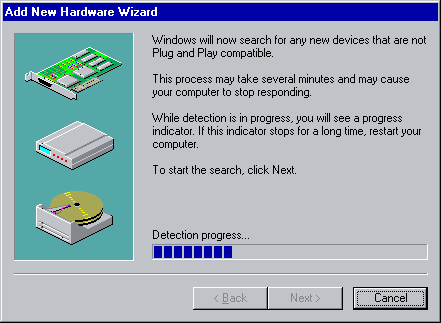 Add New Hardware Wizard
Windows will now search for any new devices that are not
Plug and Play compatible.
This process may take several minutes and may cause
your computer to stop responding.
While detection is in progress, you will see a progress
indicator. If this indicator stops for a long time, restart your
computer.
To start the search, click Next.
Detection progress...
< Back
Next >
Cancel